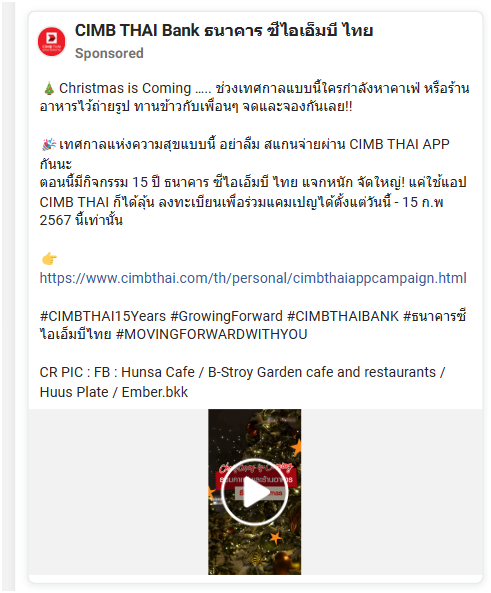 CIMB THAI Bank ธนาคาร ซีไอเอ็มบี ไทย
Sponsored
🎄Christmas is Coming ..... ช่วงเทศกาลแบบนี้ใครกำลังหาคาเฟ่ หรือร้าน
อาหารไว้ถ่ายรูป ทานข้าวกับเพื่อนๆ จดและจองกันเลย!!
🎉เทศกาลแห่งความสุขแบบนี้ อย่าลืม สแกนจ่ายผ่าน CIMB THAI APP
กันนะ
ตอนนี้มีกิจกรรม 15 ปี ธนาคาร ซีไอเอ็มบี ไทย แจกหนัก จัดใหญ่! แค่ใช้แอป
CIMB THAI ก็ได้ลุ้น ลงทะเบียนเพื่อร่วมแคมเปญได้ตั้งแต่วันนี้ - 15 ก.พ
2567 นี้เท่านั้น
👉
https://www.cimbthai.com/th/personal/cimbthaiappcampaign.html
#CIMBTHAI15Years #GrowingForward #CIMBTHAIBANK #ธนาคารซี
ไอเอ็มบีไทย #MOVINGFORWARDWITHYOU
CR PIC : FB : Hunsa Cafe / B-Stroy Garden cafe and restaurants /
Huus Plate / Ember.bkk
Christmas is Coming